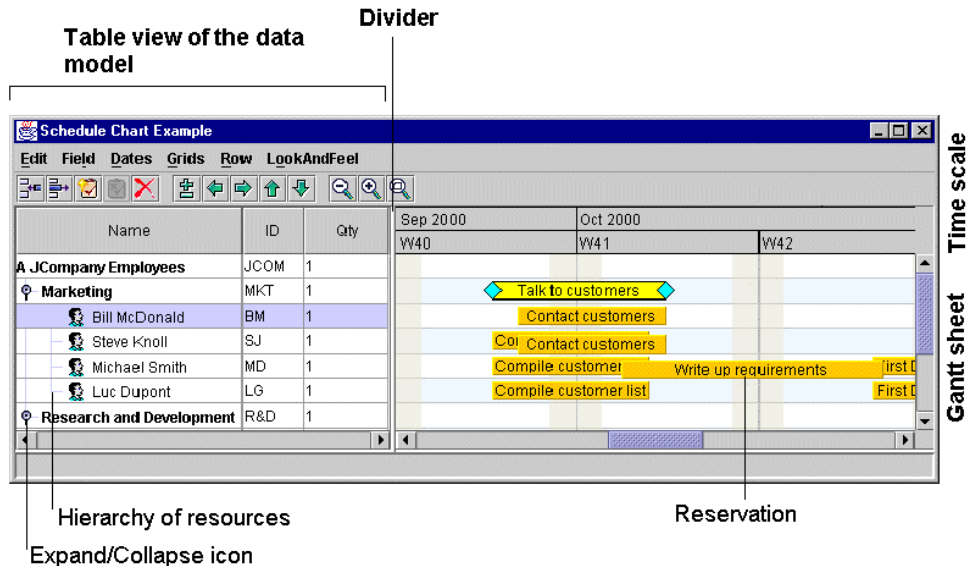 Divider
Table view of the data
model
Schedule Chart Example
Edit Field Dates Grids Row LookAndFeel
Time scale
Name ID Qty
Sep 2000 Oct 2000
W40 W41 W42
A JCompany Employees JCOM 1
Marketing MKT 1 Talk to customers
Bill McDonald BM 1 Contact customers
Steve Knoll SJ 1 Contact customers
Michael Smith MD 1 Compile customer Write up requirements First
Luc Dupont LG 1 Compile customer list First
Research and Development R&D 1
Gantt sheet
Hierarchy of resources
Reservation
Expand/Collapse icon